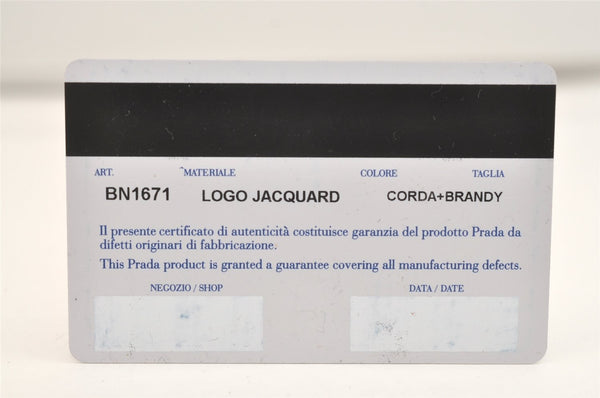 ART. MATERIALE COLORE TAGLIA
BN1671 LOGO JACQUARD CORDA+BRANDY
Il presente certificato di autenticità costituisce garanzia del prodotto Prada da
difetti originari di fabbricazione.
This Prada product is granted a guarantee covering all manufacturing defects.
NEGOZIO / SHOP DATA / DATE